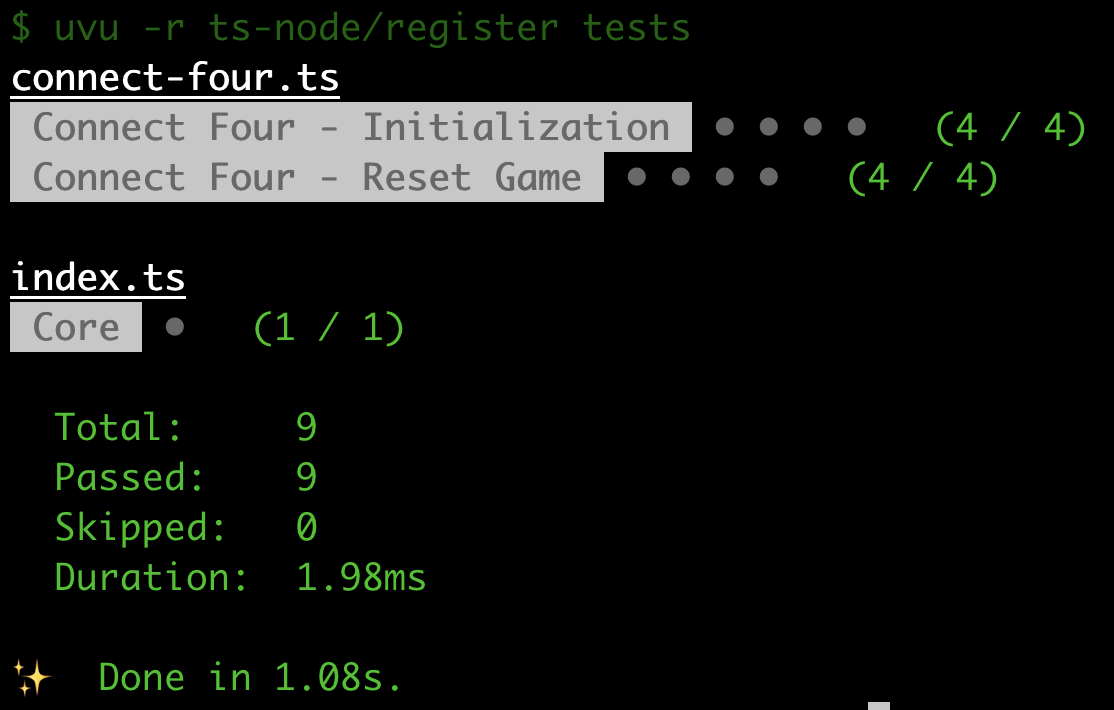 $ uvu -r ts-node/register tests
connect-four.ts
Connect Four - Initialization • • • • (4 / 4)
Connect Four - Reset Game • • • • (4 / 4)
index.ts
Core • (1 / 1)
Total: 9
Passed: 9
Skipped: 0
Duration: 1.98ms
✨ Done in 1.08s.